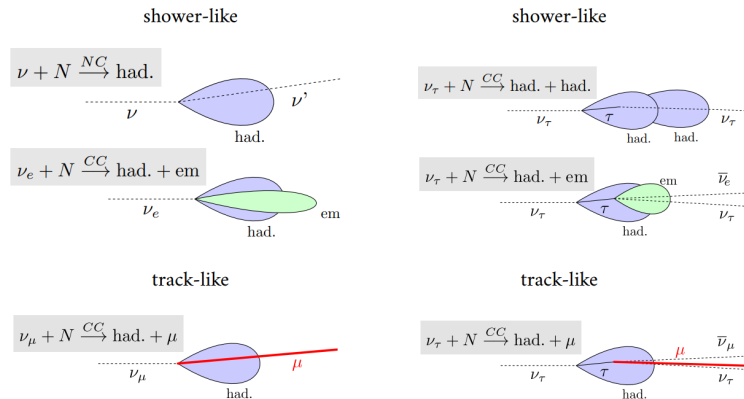 shower-like
ν + N NC⟶ had.
ν
ν’
had.
ν_e + N CC⟶ had. + em
ν_e
em
had.
track-like
ν_μ + N CC⟶ had. + μ
ν_μ
μ
had.
shower-like
ν_τ + N CC⟶ had. + had.
ν_τ
τ
ν_τ
had.
had.
ν_τ + N CC⟶ had. + em
em
ν̅_e
ν_τ
τ
ν_τ
had.
track-like
ν_τ + N CC⟶ had. + μ
μ
ν̅_μ
ν_τ
τ
ν_τ
had.